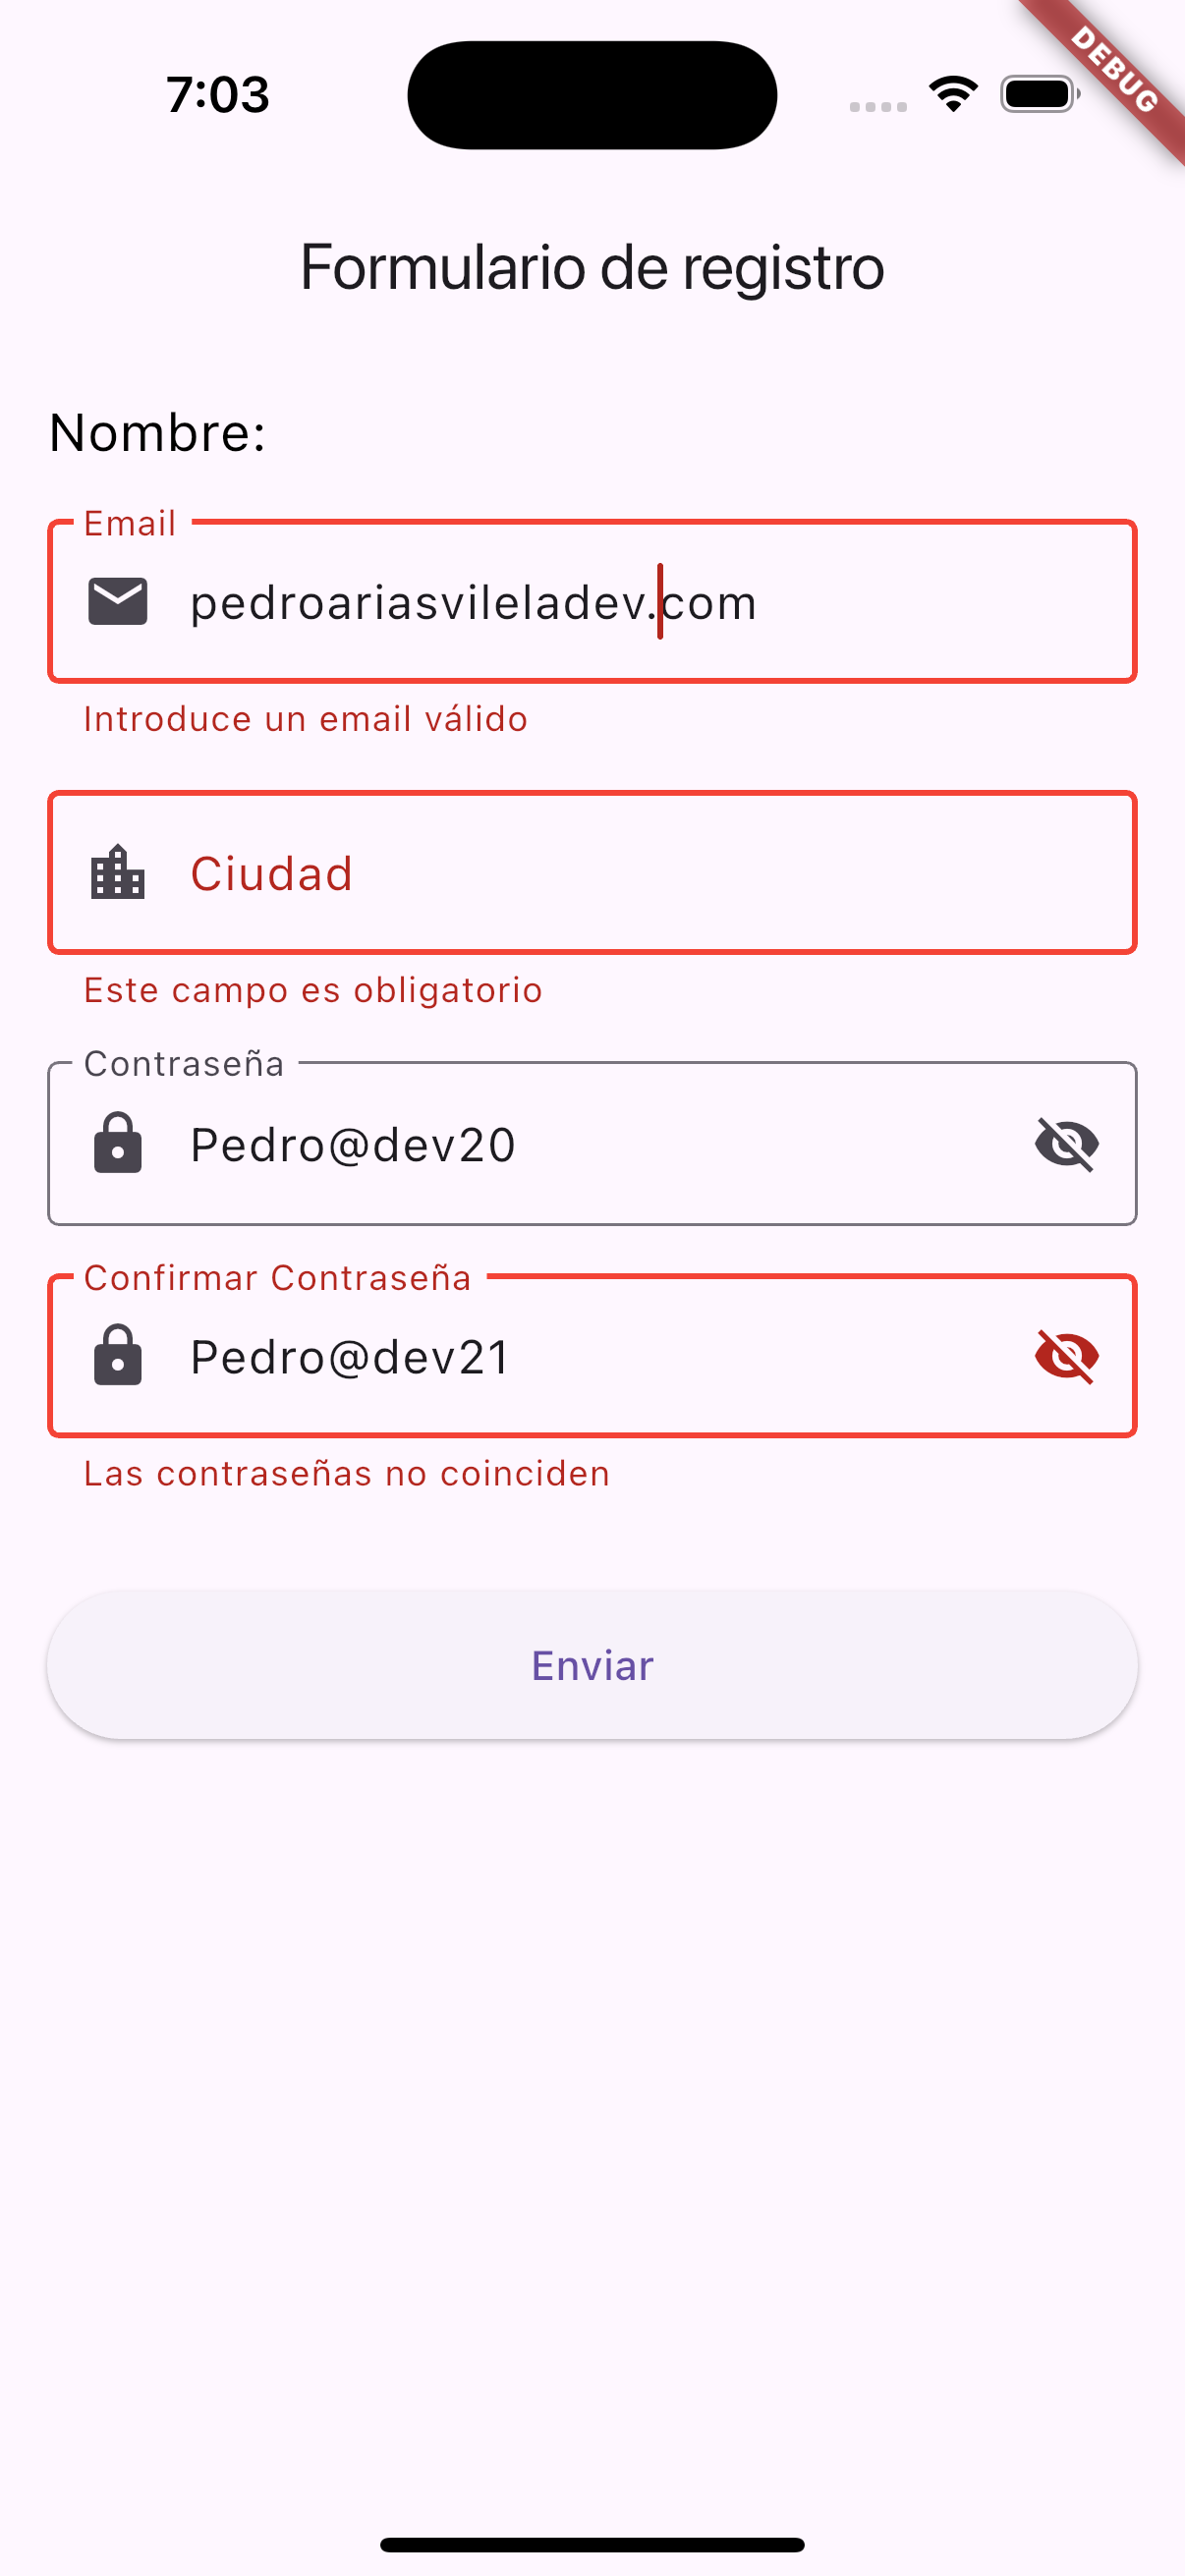 7:03
DEBUG
Formulario de registro
Nombre:
Email
pedroariasvileladev.com
Introduce un email válido
Ciudad
Este campo es obligatorio
Contraseña
Pedro@dev20
Confirmar Contraseña
Pedro@dev21
Las contraseñas no coinciden
Enviar